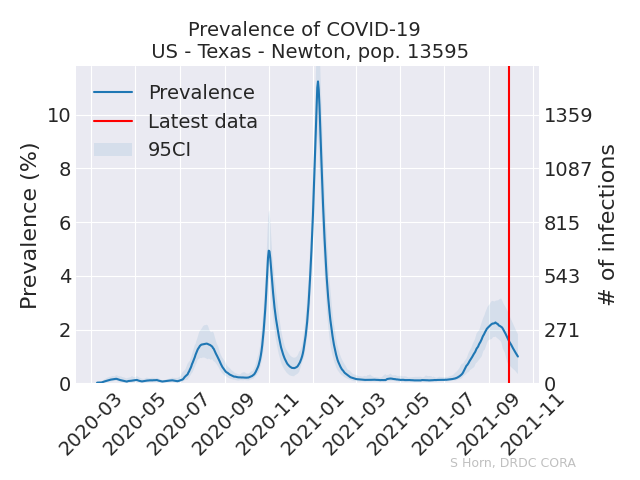 Prevalence of COVID-19
US - Texas - Newton, pop. 13595
Prevalence
Latest data
95CI
Prevalence (%)
10
8
6
4
2
0
1359
1087
815
543
271
0
# of infections
2020-03
2020-05
2020-07
2020-09
2020-11
2021-01
2021-03
2021-05
2021-07
2021-09
2021-11
S Horn, DRDC CORA